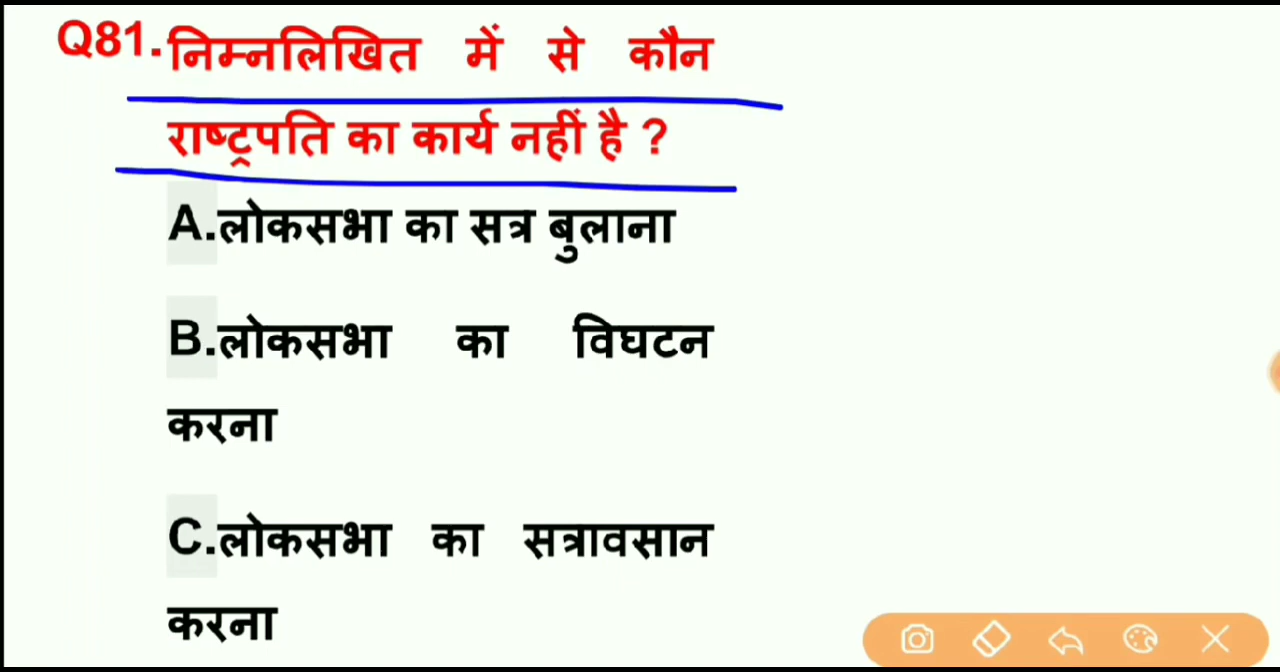 Q81.निम्नलिखित में से कौन
राष्ट्रपति का कार्य नहीं है ?
A.लोकसभा का सत्र बुलाना
B.लोकसभा का विघटन
करना
C.लोकसभा का सत्रावसान
करना